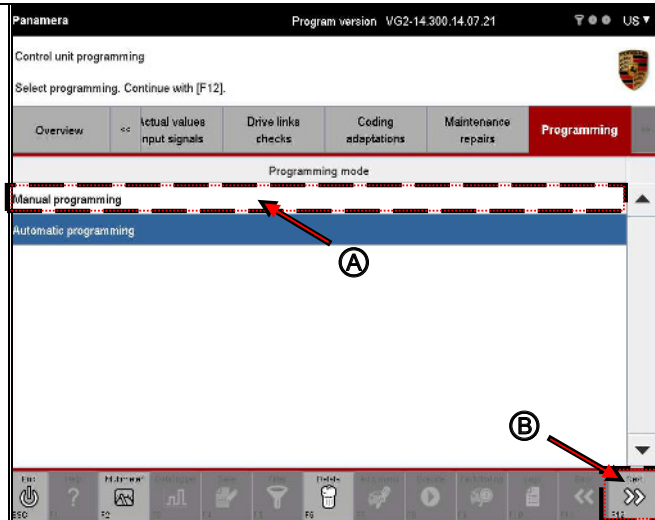 Panamera Program version VG2-14.300.14.07.21 US
Control unit programming
Select programming. Continue with [F12].
Overview << Actual values Drive links Coding Maintenance Programming
nput signals checks adaptations repairs
Programming mode
Manual programming
Automatic programming
A
B
Delete
ESC F2 F6 F12